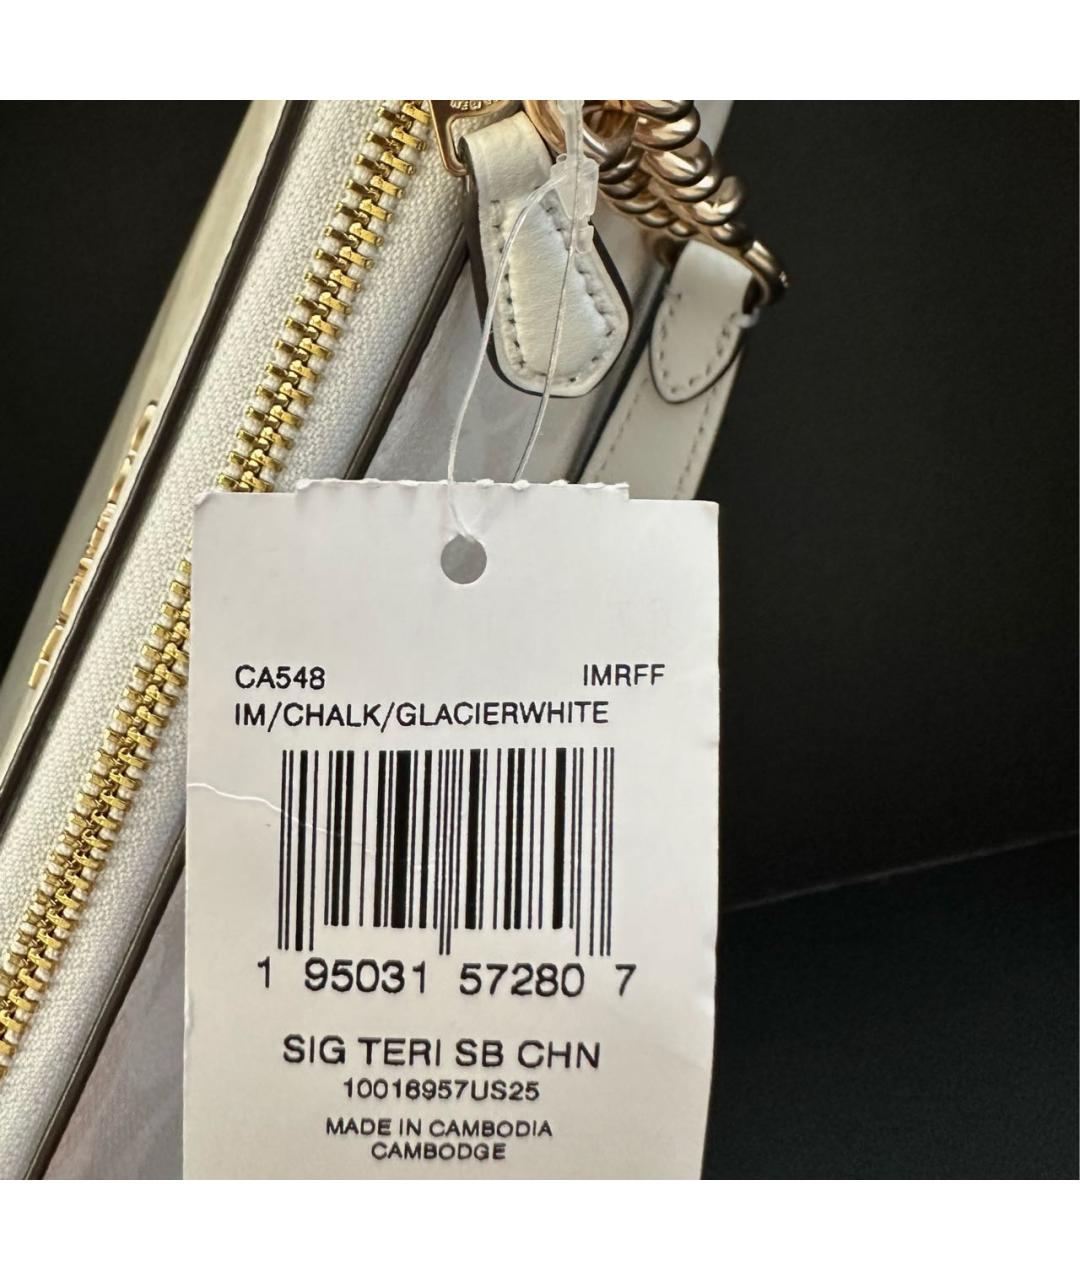 CA548 IMRFF
IM/CHALK/GLACIERWHITE
1 95031 57280 7
SIG TERI SB CHN
10016957US25
MADE IN CAMBODIA
CAMBODGE